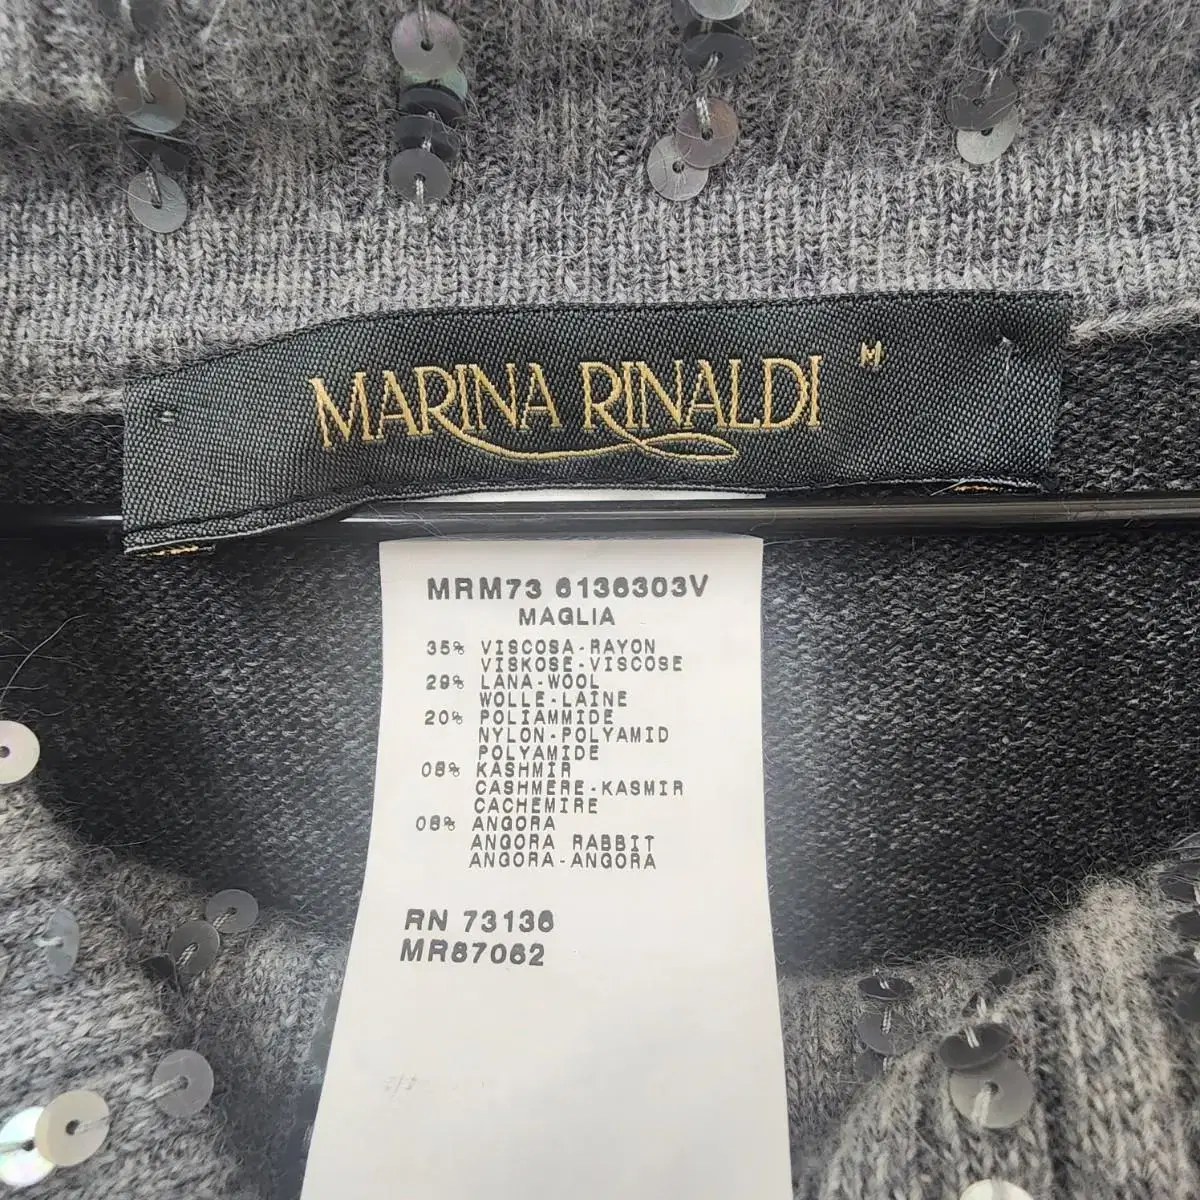 MARINA RINALDI M
MRM73 6136303V
MAGLIA
35% VISCOSA-RAYON
VISKOSE-VISCOSE
29% LANA-WOOL
WOLLE-LAINE
20% POLIAMMIDE
NYLON-POLYAMID
POLYAMIDE
08% KASHMIR
CASHMERE-KASMIR
CACHEMIRE
08% ANGORA
ANGORA RABBIT
ANGORA-ANGORA
RN 73136
MR67062